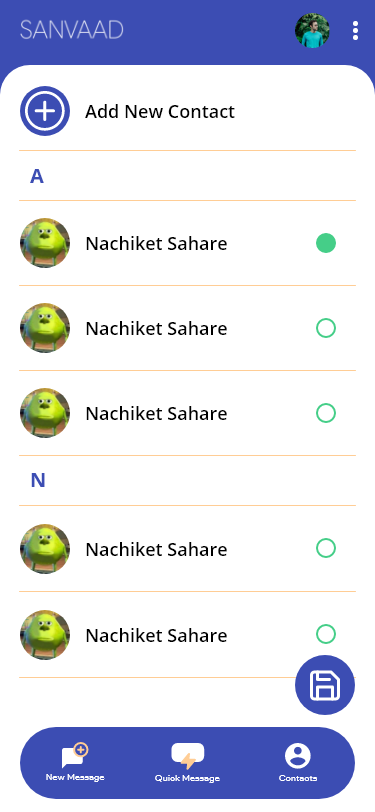 SANVAAD
Add New Contact
A
Nachiket Sahare
Nachiket Sahare
Nachiket Sahare
N
Nachiket Sahare
Nachiket Sahare
New Message
Quick Message
Contacts